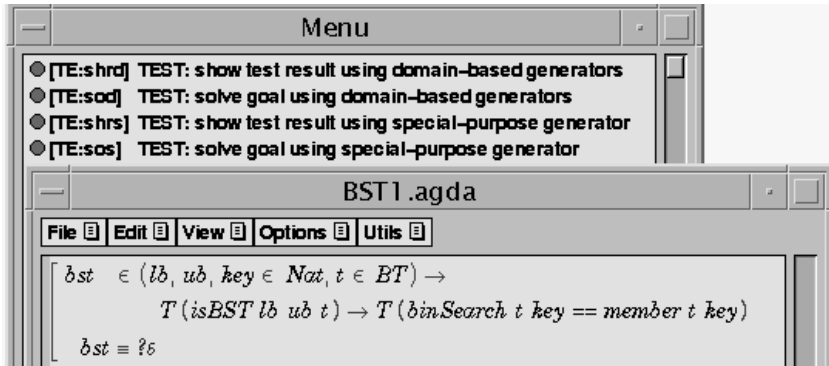 Menu
[TE:shrd] TEST: show test result using domain-based generators
[TE:sod] TEST: solve goal using domain-based generators
[TE:shrs] TEST: show test result using special-purpose generator
[TE:sos] TEST: solve goal using special-purpose generator
BST1.agda
File Edit View Options Utils
bst ∈ (lb, ub, key ∈ Nat, t ∈ BT) →
T (isBST lb ub t) → T (binSearch t key == member t key)
bst ≡ ?6